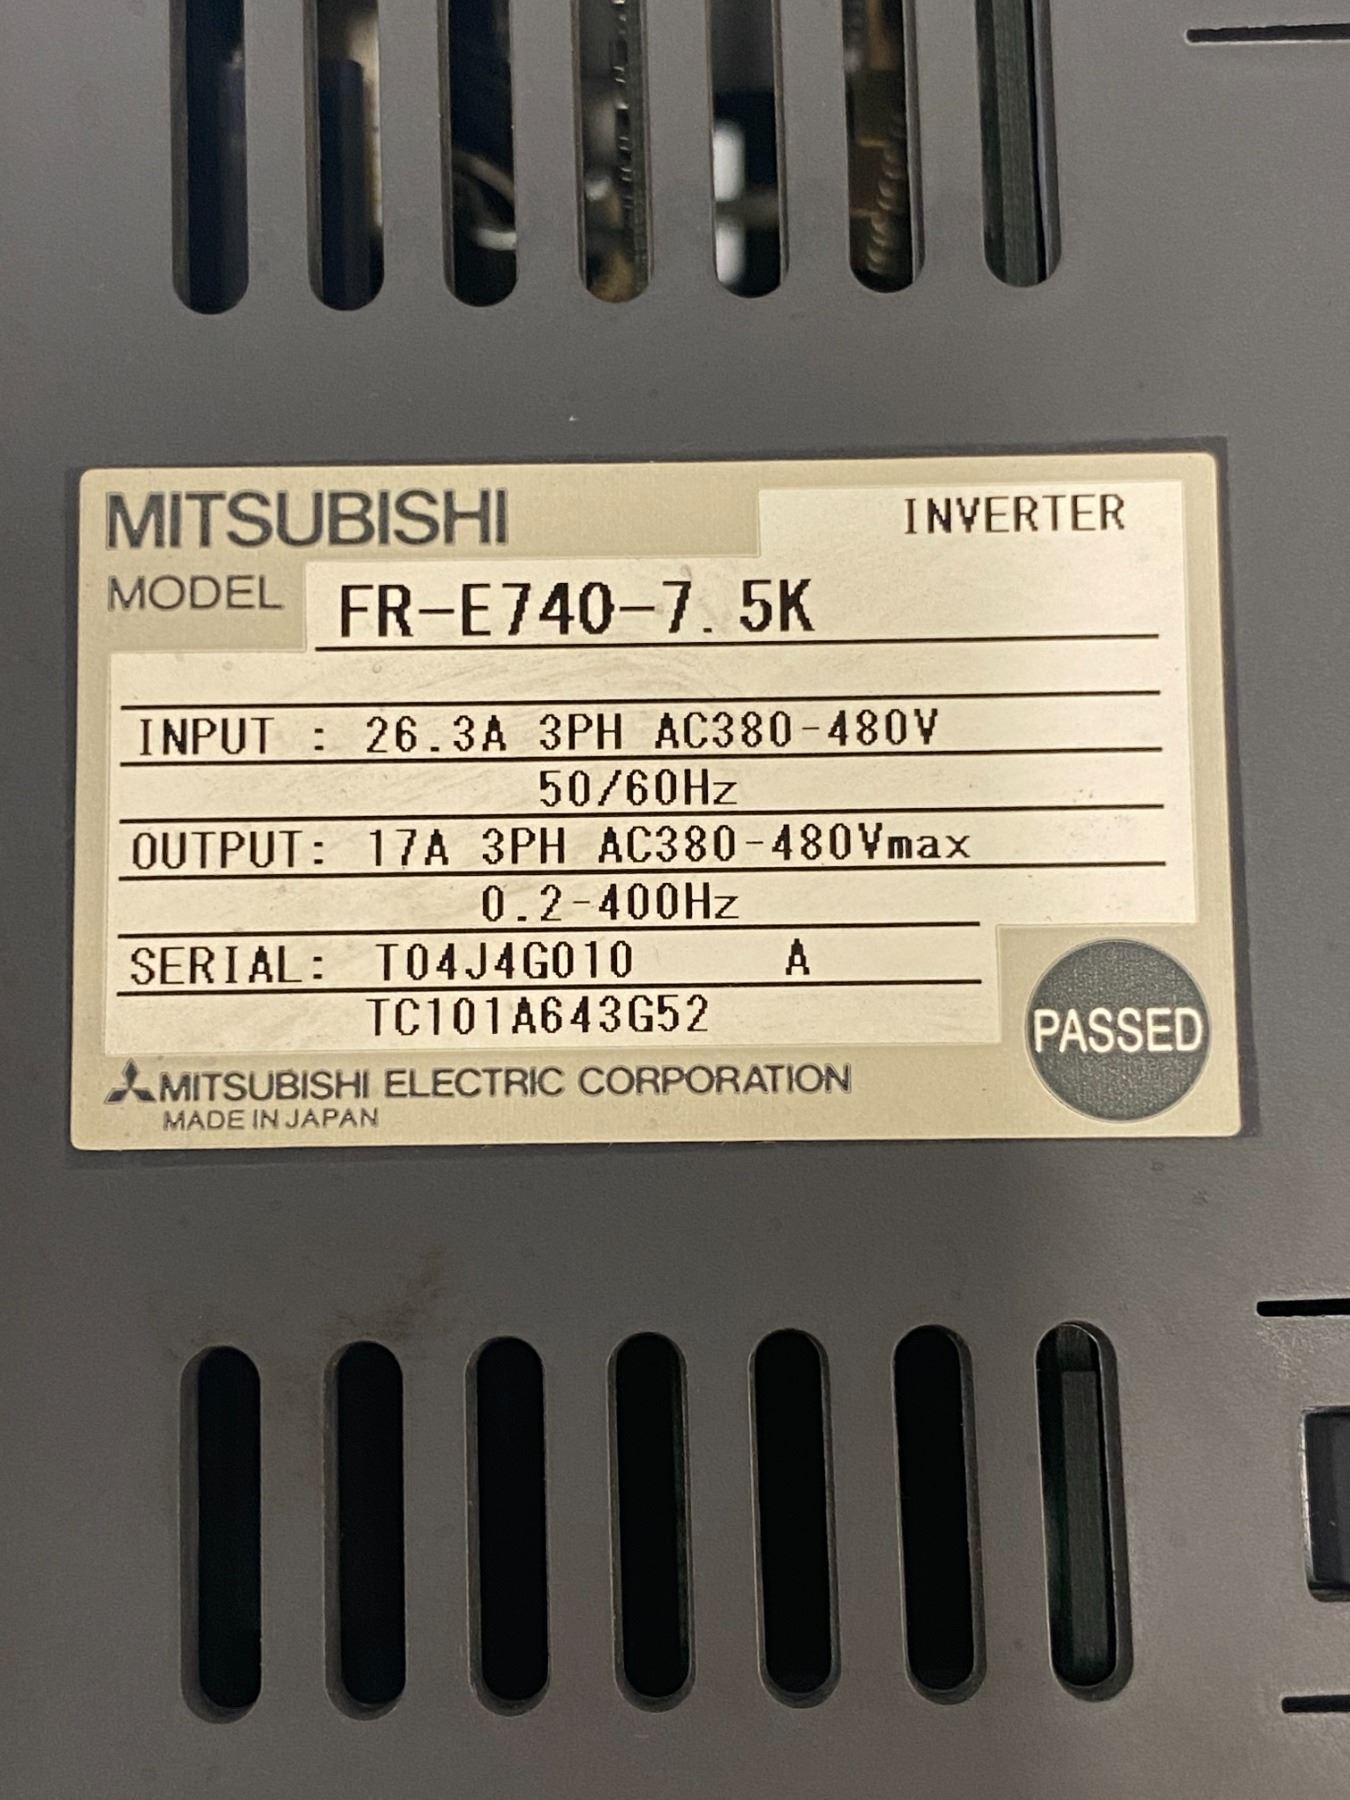 MITSUBISHI
INVERTER
MODEL FR-E740-7.5K
INPUT : 26.3A 3PH AC380-480V
50/60Hz
OUTPUT: 17A 3PH AC380-480Vmax
0.2-400Hz
SERIAL: T04J4G010 A
TC101A643G52
PASSED
MITSUBISHI ELECTRIC CORPORATION
MADE IN JAPAN